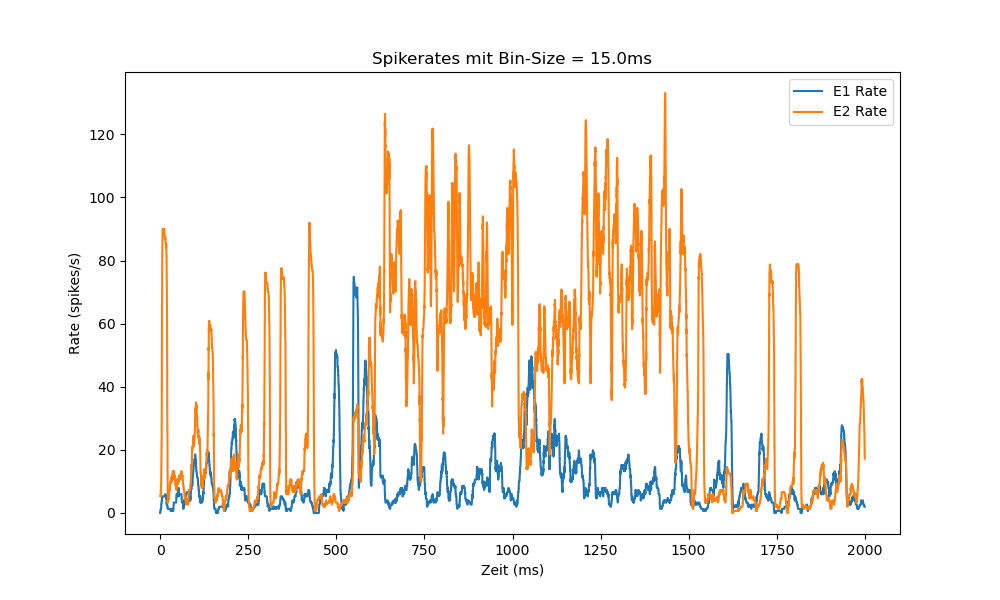 Spikerates mit Bin-Size = 15.0ms
E1 Rate
E2 Rate
120
100
80
60
40
20
0
Rate (spikes/s)
0 250 500 750 1000 1250 1500 1750 2000
Zeit (ms)